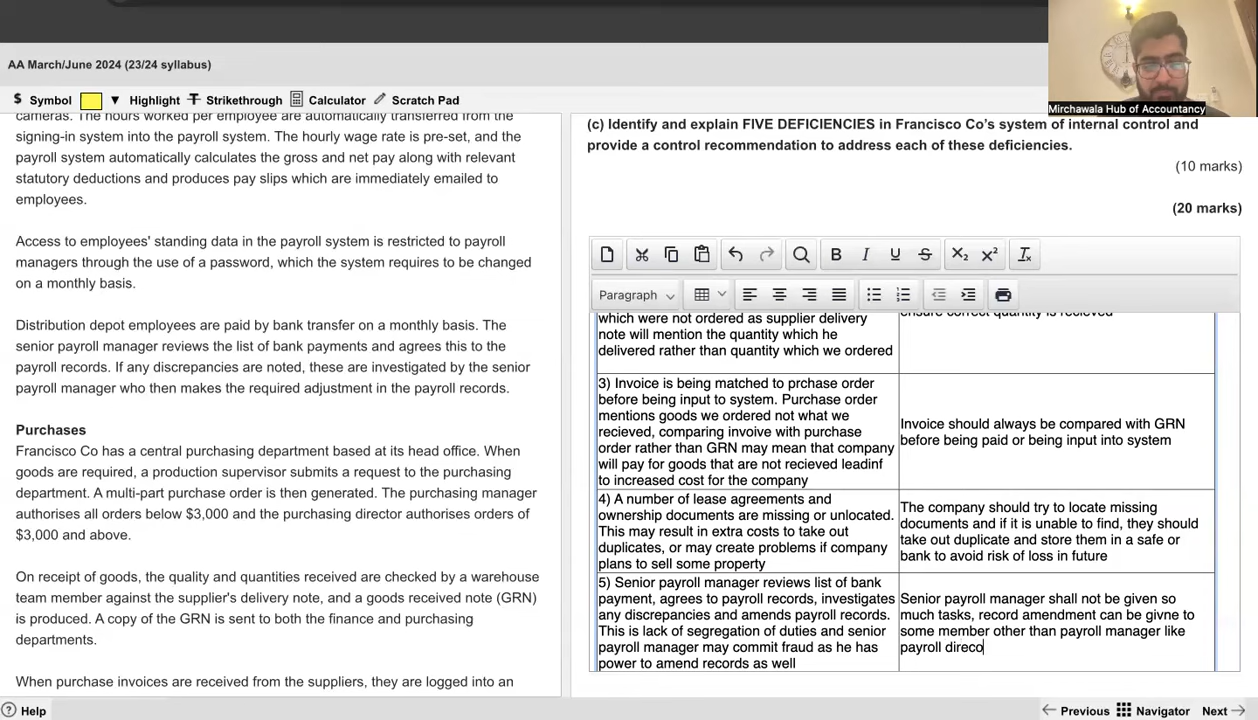 AA March/June 2024 (23/24 syllabus)
Mirchawala Hub of Accountancy
$ Symbol Highlight Strikethrough Calculator Scratch Pad
cameras. The hours worked per employee are automatically transferred from the
signing-in system into the payroll system. The hourly wage rate is pre-set, and the
payroll system automatically calculates the gross and net pay along with relevant
statutory deductions and produces pay slips which are immediately emailed to
employees.
Access to employees' standing data in the payroll system is restricted to payroll
managers through the use of a password, which the system requires to be changed
on a monthly basis.
Distribution depot employees are paid by bank transfer on a monthly basis. The
senior payroll manager reviews the list of bank payments and agrees this to the
payroll records. If any discrepancies are noted, these are investigated by the senior
payroll manager who then makes the required adjustment in the payroll records.
Purchases
Francisco Co has a central purchasing department based at its head office. When
goods are required, a production supervisor submits a request to the purchasing
department. A multi-part purchase order is then generated. The purchasing manager
authorises all orders below $3,000 and the purchasing director authorises orders of
$3,000 and above.
On receipt of goods, the quality and quantities received are checked by a warehouse
team member against the supplier's delivery note, and a goods received note (GRN)
is produced. A copy of the GRN is sent to both the finance and purchasing
departments.
When purchase invoices are received from the suppliers, they are logged into an
(c) Identify and explain FIVE DEFICIENCIES in Francisco Co's system of internal control and
provide a control recommendation to address each of these deficiencies.
(10 marks)
(20 marks)
B I U S X₂ X² Tx
Paragraph
which were not ordered as supplier delivery
note will mention the quantity which he
delivered rather than quantity which we ordered
ensure correct quantity is recieved
3) Invoice is being matched to prchase order
before being input to system. Purchase order
mentions goods we ordered not what we
recieved, comparing invoive with purchase
order rather than GRN may mean that company
will pay for goods that are not recieved leadinf
to increased cost for the company
Invoice should always be compared with GRN
before being paid or being input into system
4) A number of lease agreements and
ownership documents are missing or unlocated.
This may result in extra costs to take out
duplicates, or may create problems if company
plans to sell some property
The company should try to locate missing
documents and if it is unable to find, they should
take out duplicate and store them in a safe or
bank to avoid risk of loss in future
5) Senior payroll manager reviews list of bank
payment, agrees to payroll records, investigates
any discrepancies and amends payroll records.
This is lack of segregation of duties and senior
payroll manager may commit fraud as he has
power to amend records as well
Senior payroll manager shall not be given so
much tasks, record amendment can be givne to
some member other than payroll manager like
payroll direco
Help
Previous Navigator Next